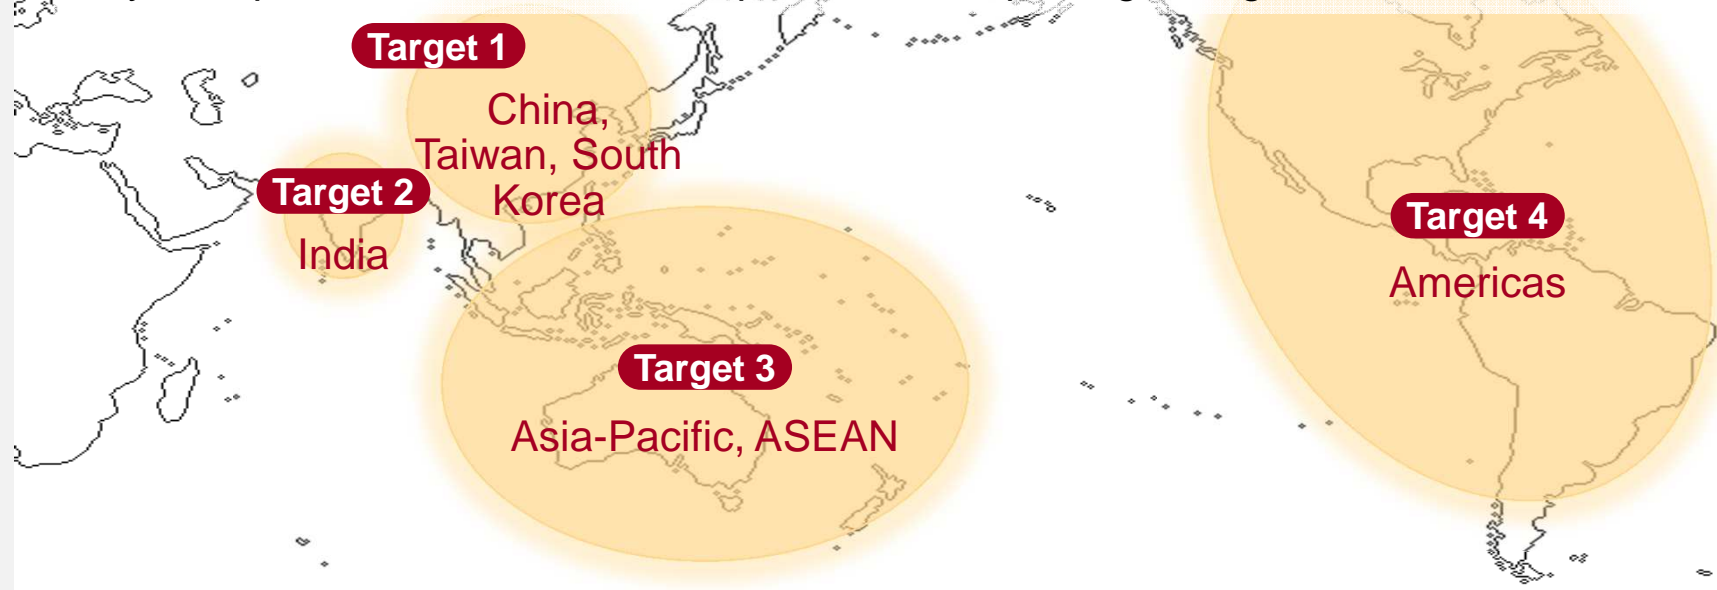 Target 1
China,
Taiwan, South
Korea
Target 2
India
Target 3
Asia-Pacific, ASEAN
Target 4
Americas